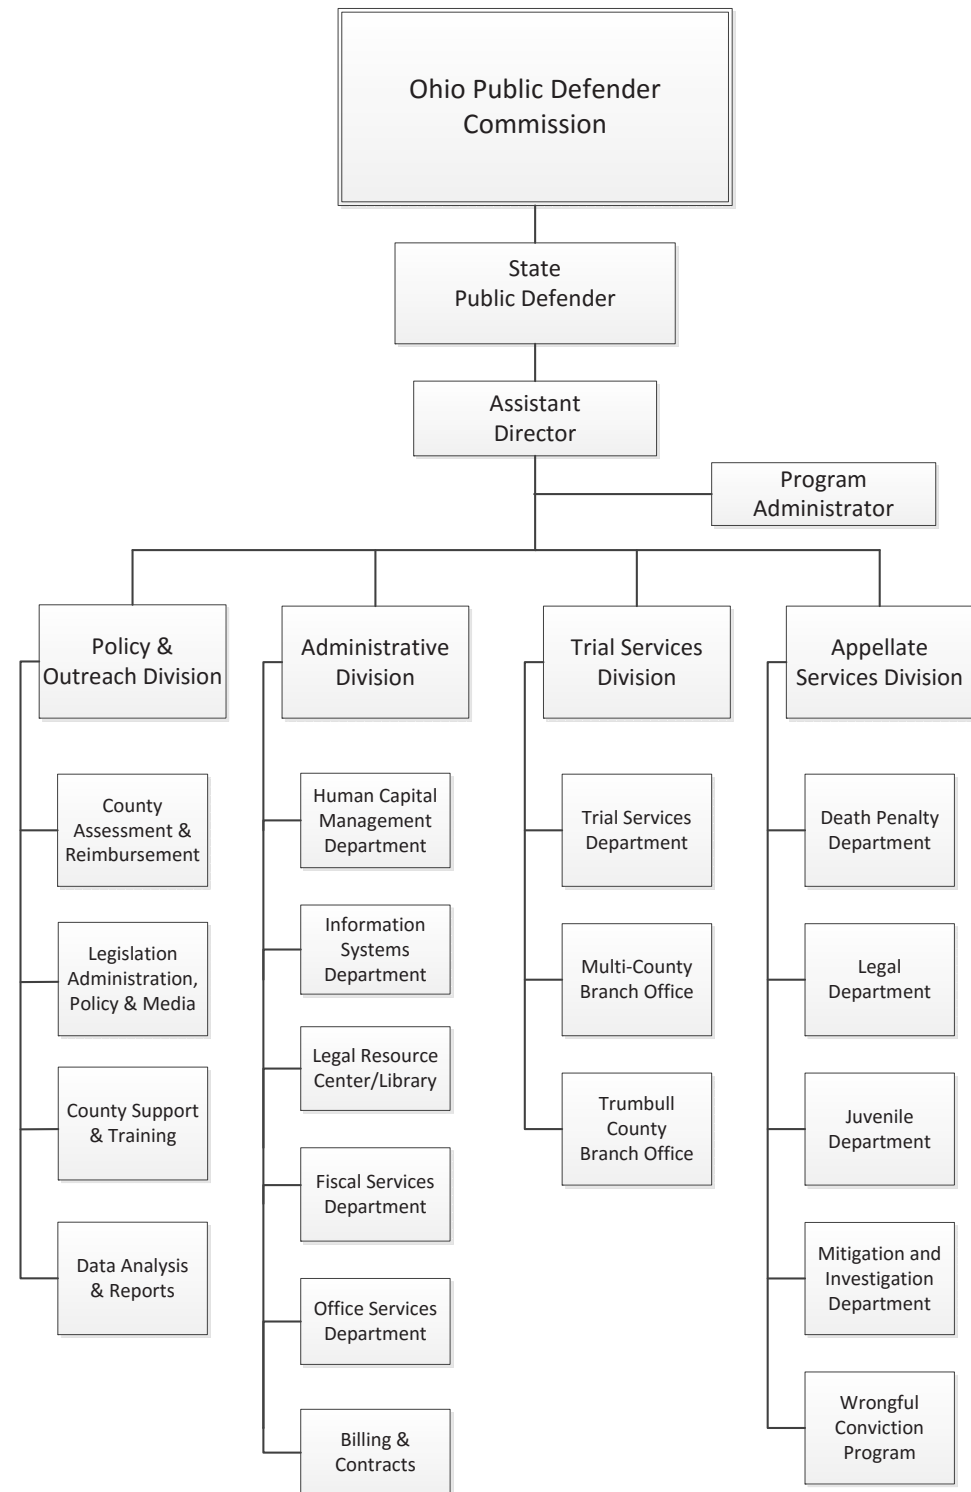 Ohio Public Defender
Commission
State
Public Defender
Assistant
Director
Program
Administrator
Policy &
Outreach Division
Administrative
Division
Trial Services
Division
Appellate
Services Division
County
Assessment &
Reimbursement
Legislation
Administration,
Policy & Media
County Support
& Training
Data Analysis
& Reports
Human Capital
Management
Department
Information
Systems
Department
Legal Resource
Center/Library
Fiscal Services
Department
Office Services
Department
Billing &
Contracts
Trial Services
Department
Multi-County
Branch Office
Trumbull
County
Branch Office
Death Penalty
Department
Legal
Department
Juvenile
Department
Mitigation and
Investigation
Department
Wrongful
Conviction
Program